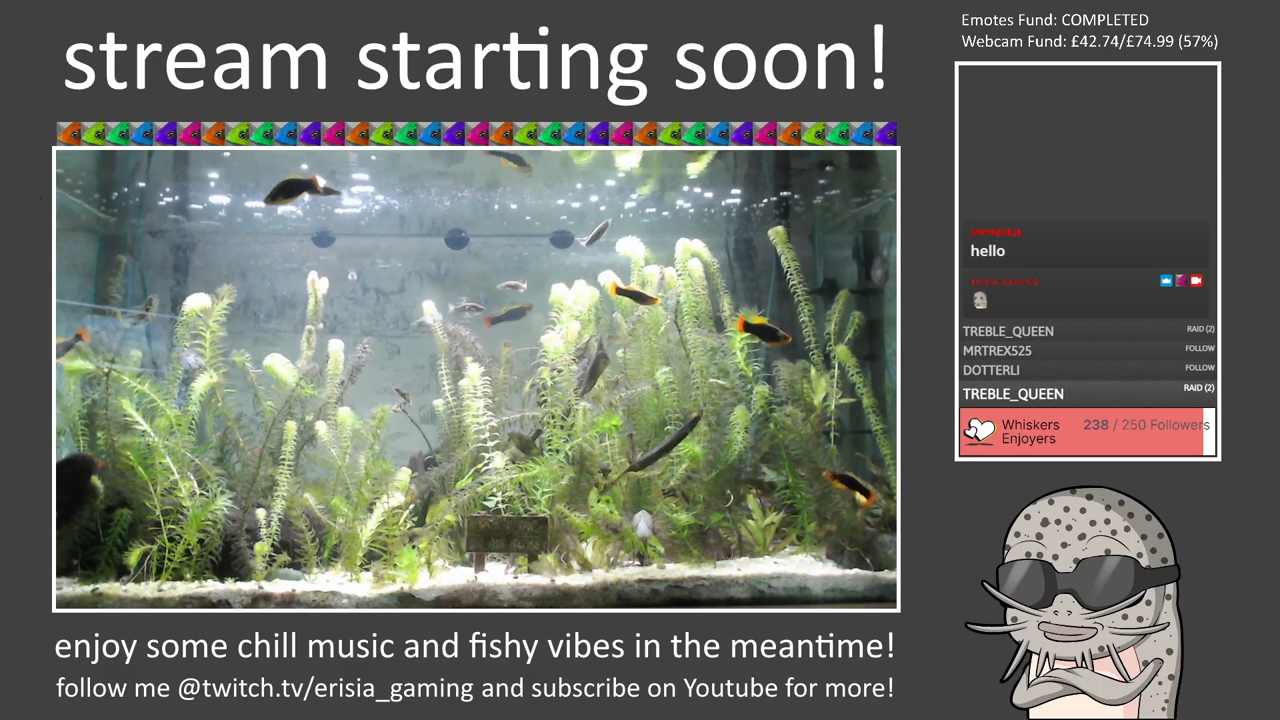 stream starting soon!
Emotes Fund: COMPLETED
Webcam Fund: £42.74/£74.99 (57%)
MRTREX525
hello
ERISIA_GAMING
TREBLE_QUEEN RAID (2)
MRTREX525 FOLLOW
DOTTERLI FOLLOW
TREBLE_QUEEN RAID (2)
Whiskers Enjoyers
238 / 250 Followers
enjoy some chill music and fishy vibes in the meantime!
follow me @twitch.tv/erisia_gaming and subscribe on Youtube for more!